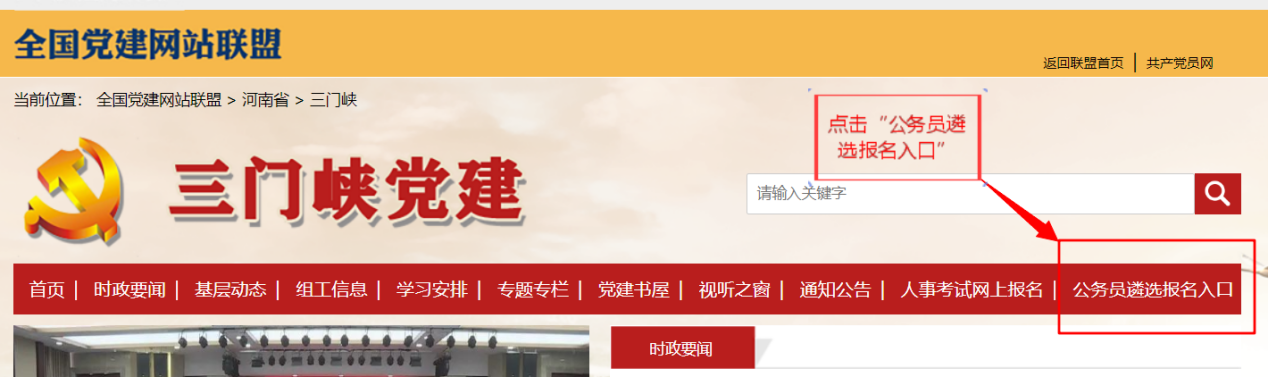 全国党建网站联盟
返回联盟首页 | 共产党员网
当前位置： 全国党建网站联盟 > 河南省 > 三门峡
点击“公务员遴
选报名入口”
三门峡党建
请输入关键字
首页 | 时政要闻 | 基层动态 | 组工信息 | 学习安排 | 专题专栏 | 党建书屋 | 视听之窗 | 通知公告 | 人事考试网上报名 | 公务员遴选报名入口
时政要闻